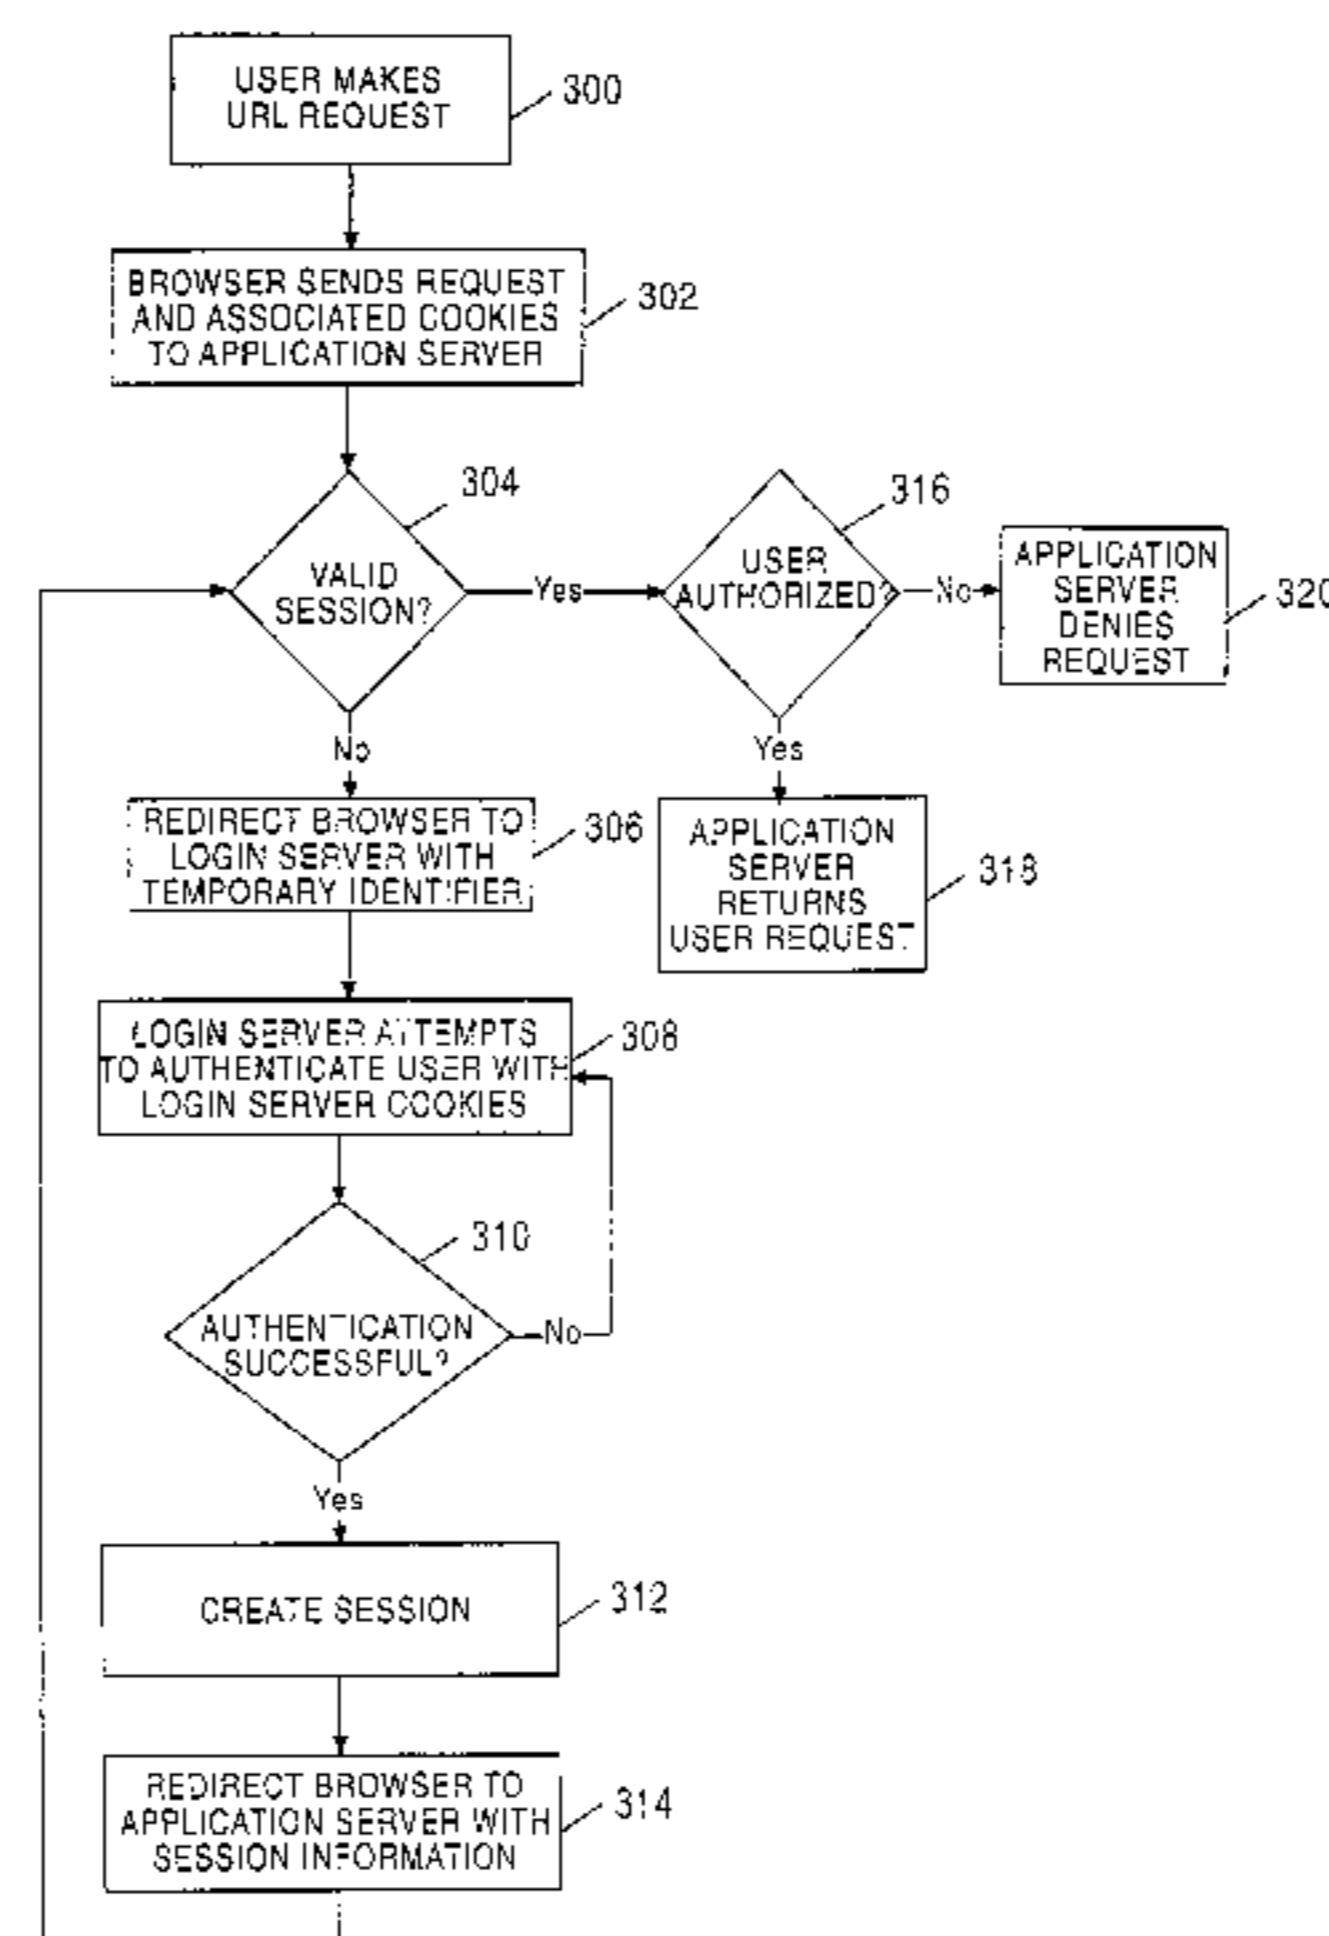 USER MAKES
URL REQUEST
300
BROWSER SENDS REQUEST
AND ASSOCIATED COOKIES
TO APPLICATION SERVER
302
304
VALID
SESSION?
Yes
316
USER
AUTHORIZED?
No
APPLICATION
SERVER
DENIES
REQUEST
320
No
Yes
REDIRECT BROWSER TO
LOGIN SERVER WITH
TEMPORARY IDENTIFIER
306
APPLICATION
SERVER
RETURNS
USER REQUEST
318
LOGIN SERVER ATTEMPTS
TO AUTHENTICATE USER WITH
LOGIN SERVER COOKIES
308
310
AUTHENTICATION
SUCCESSFUL?
No
Yes
CREATE SESSION
312
REDIRECT BROWSER TO
APPLICATION SERVER WITH
SESSION INFORMATION
314